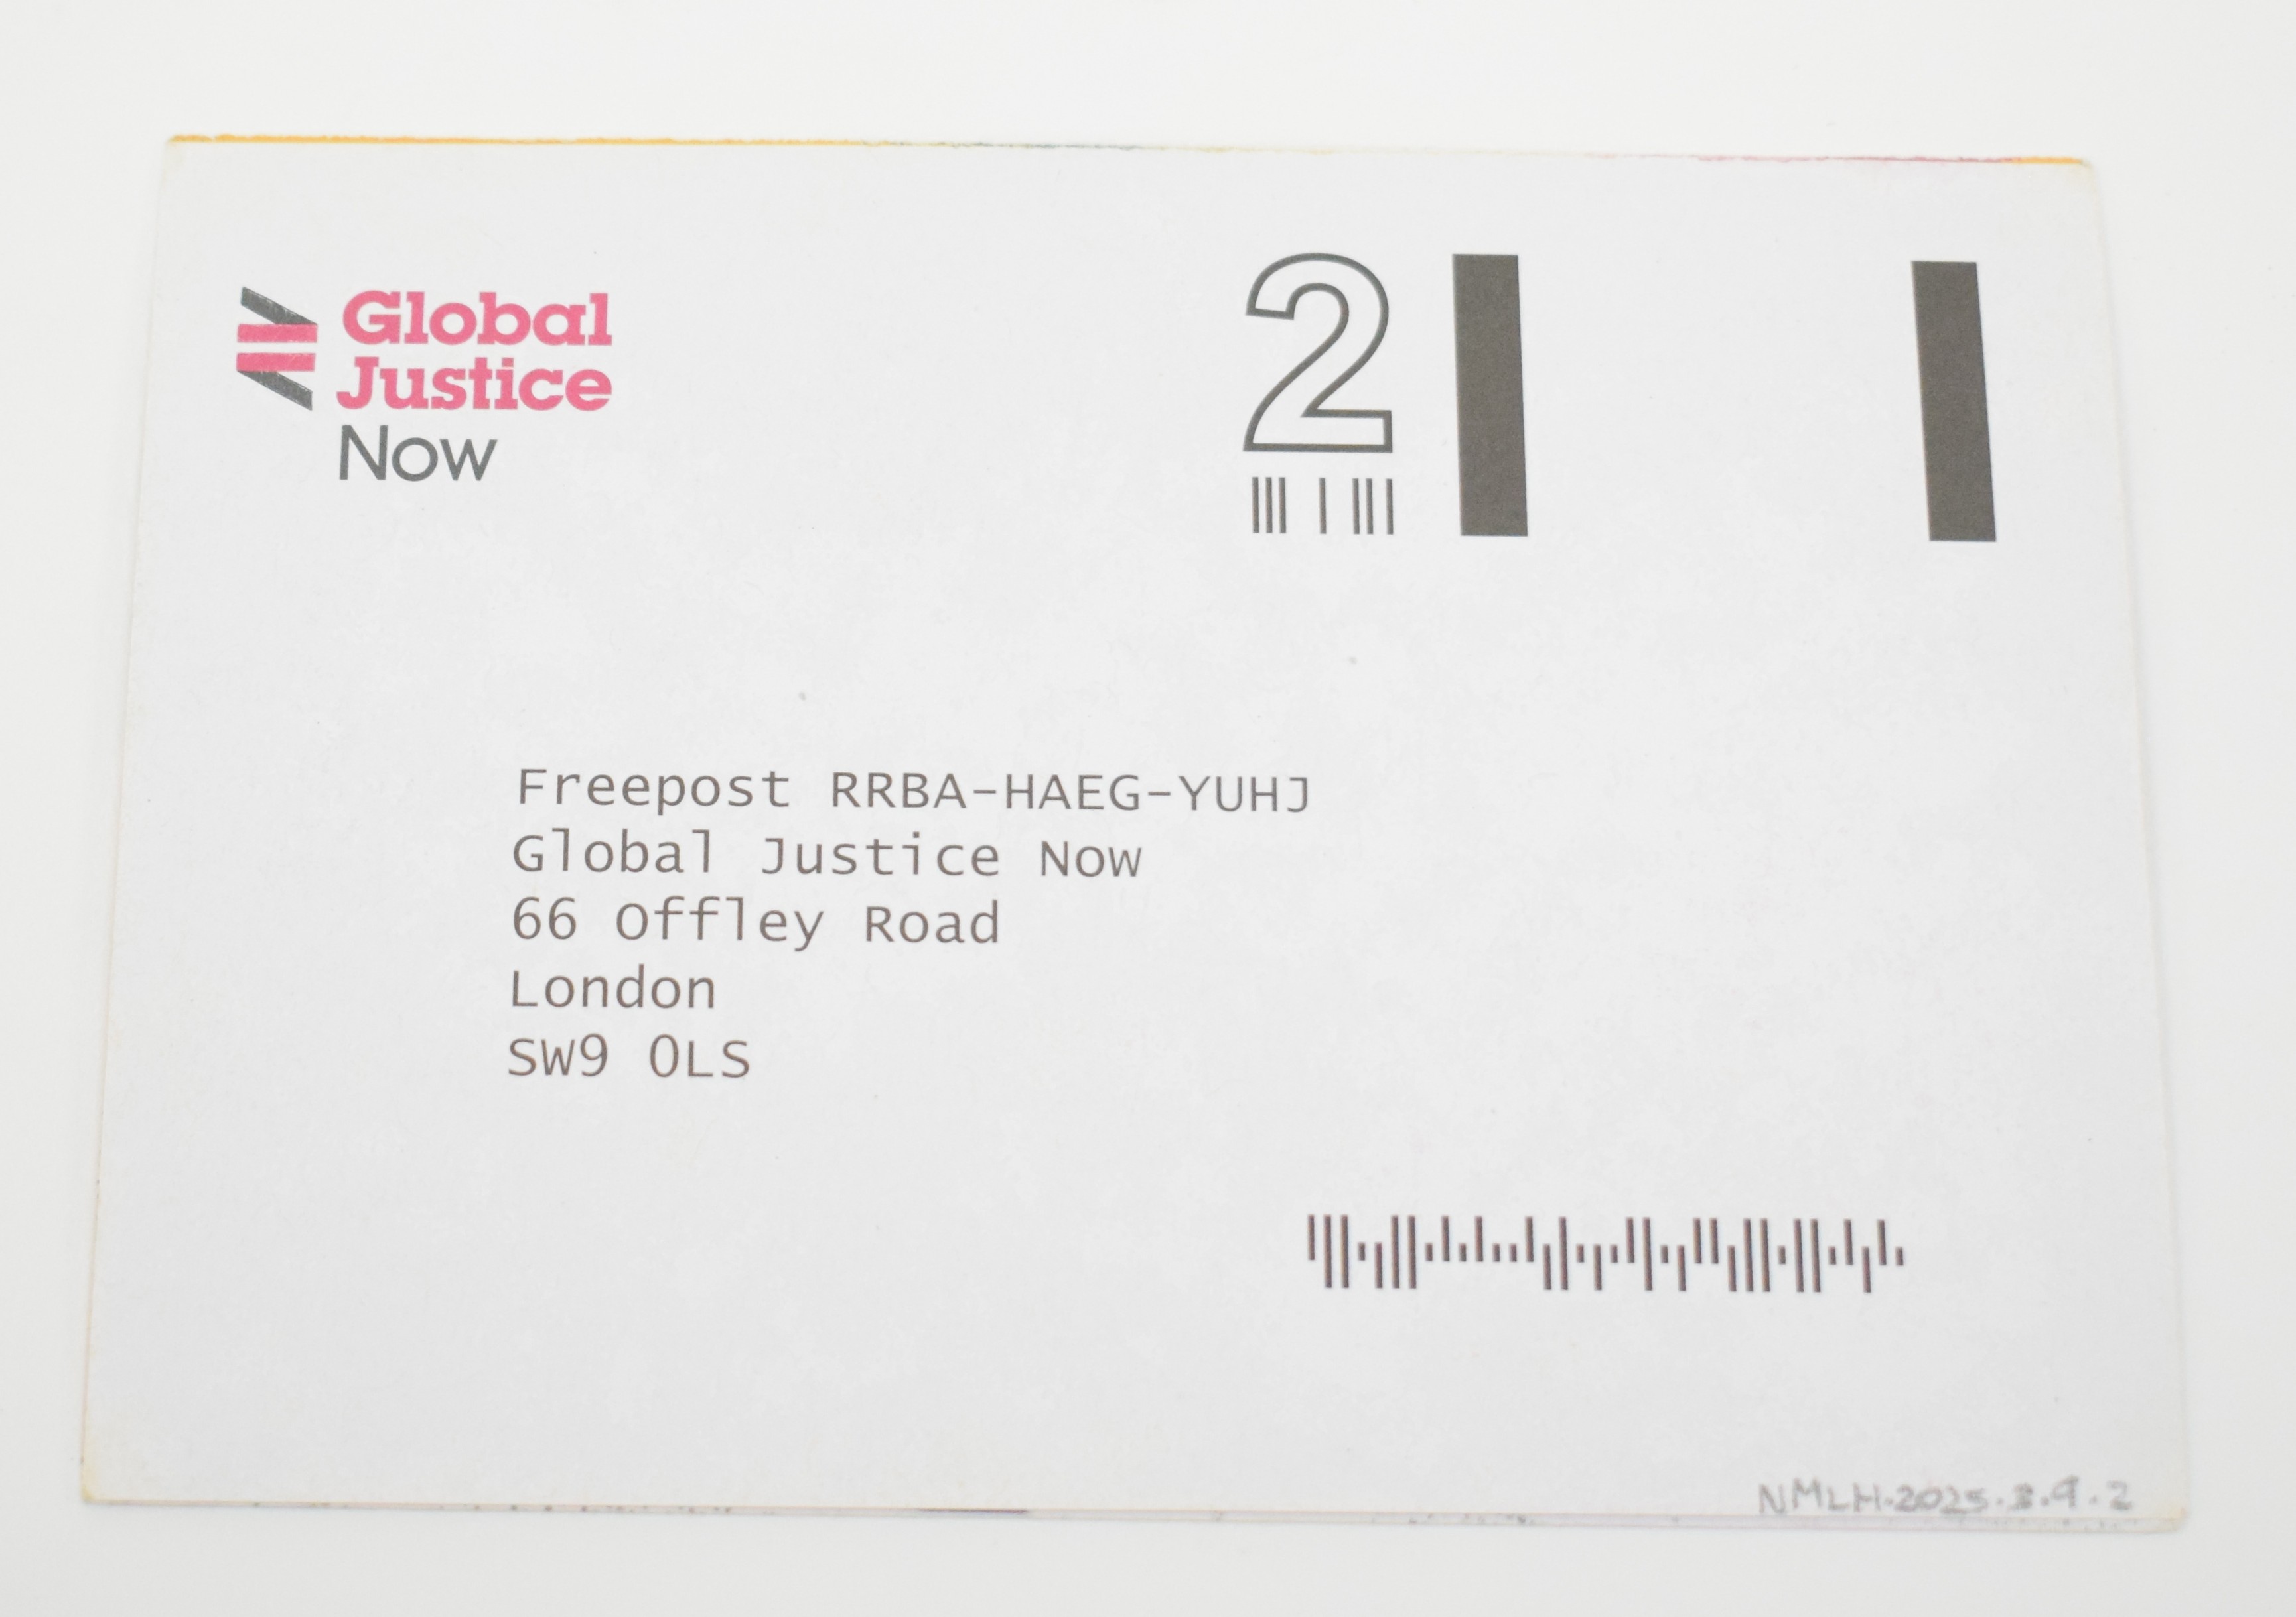 Global
Justice
Now
2
Freepost RRBA-HAEG-YUHJ
Global Justice Now
66 Offley Road
London
SW9 0LS
NMLH.2025.3.9.2